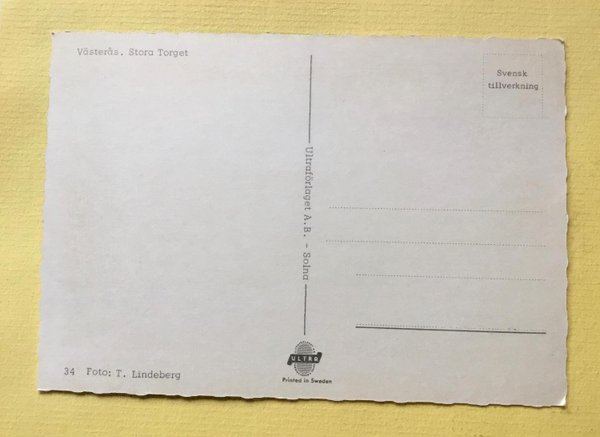 Västerås. Stora Torget
Svensk
tillverkning
Ultraförlaget A.B. - Solna
34 Foto: T. Lindeberg
ULTRA
Printed in Sweden